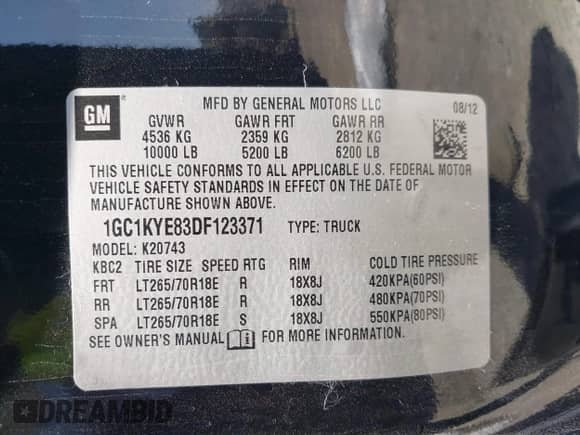 GM
MFD BY GENERAL MOTORS LLC 08/12
GVWR GAWR FRT GAWR RR
4536 KG 2359 KG 2812 KG
10000 LB 5200 LB 6200 LB
THIS VEHICLE CONFORMS TO ALL APPLICABLE U.S. FEDERAL MOTOR
VEHICLE SAFETY STANDARDS IN EFFECT ON THE DATE OF
MANUFACTURE SHOWN ABOVE.
1GC1KYE83DF123371 TYPE: TRUCK
MODEL: K20743
KBC2 TIRE SIZE SPEED RTG RIM COLD TIRE PRESSURE
FRT LT265/70R18E R 18X8J 420KPA(60PSI)
RR LT265/70R18E R 18X8J 480KPA(70PSI)
SPA LT265/70R18E S 18X8J 550KPA(80PSI)
SEE OWNER'S MANUAL FOR MORE INFORMATION.
DREAMBID